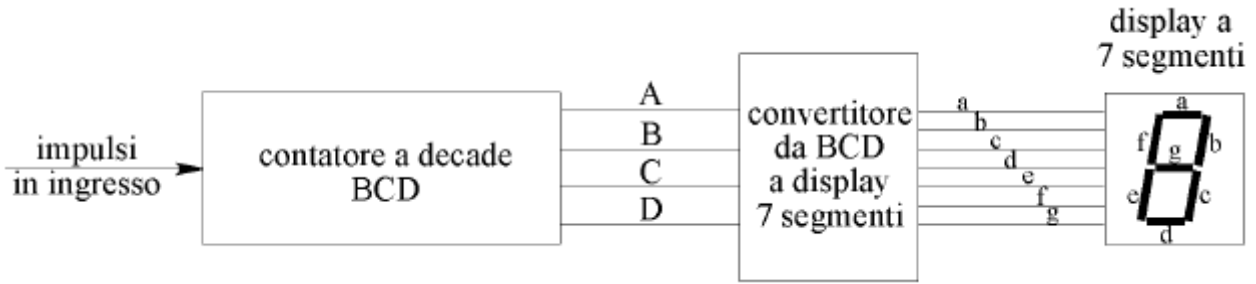 display a
7 segmenti
impulsi
in ingresso
contatore a decade
BCD
A
B
C
D
convertitore
da BCD
a display
7 segmenti
a
b
c
d
e
f
g
a
f
b
g
e
c
d